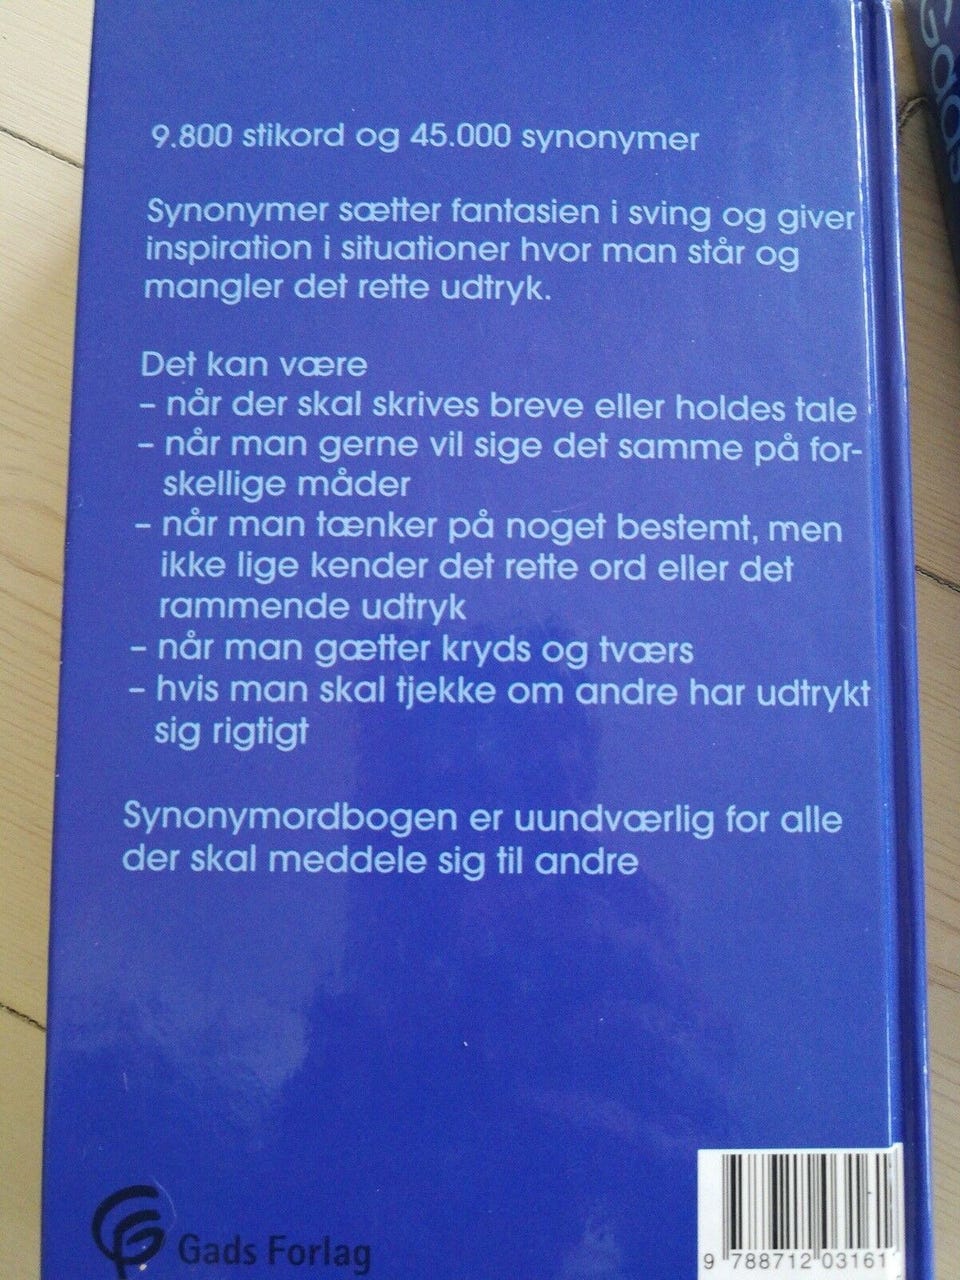 9.800 stikord og 45.000 synonymer
Synonymer sætter fantasien i sving og giver
inspiration i situationer hvor man står og
mangler det rette udtryk.
Det kan være
– når der skal skrives breve eller holdes tale
– når man gerne vil sige det samme på for-
skellige måder
– når man tænker på noget bestemt, men
ikke lige kender det rette ord eller det
rammende udtryk
– når man gætter kryds og tværs
– hvis man skal tjekke om andre har udtrykt
sig rigtigt
Synonymordbogen er uundværlig for alle
der skal meddele sig til andre
Gads Forlag
9 788712 03161
Gads